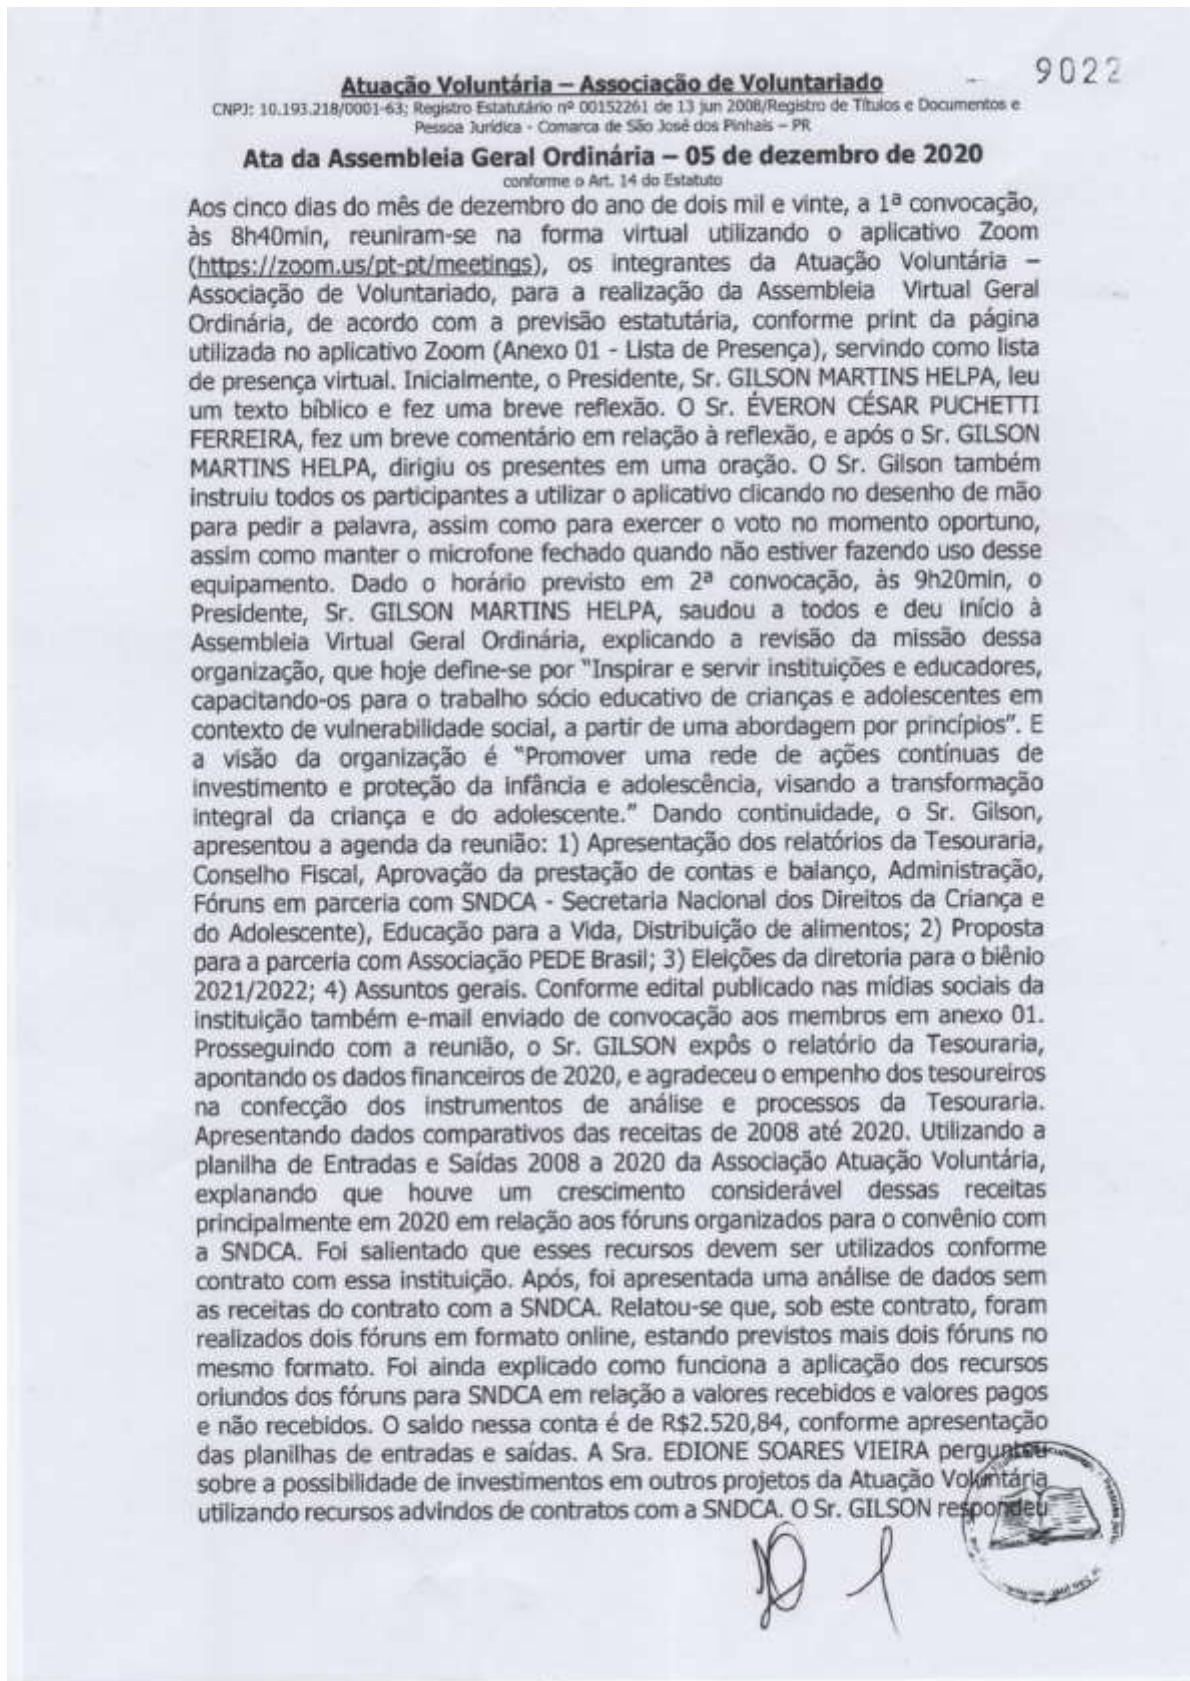 9022
Atuação Voluntária – Associação de Voluntariado
CNPJ: 10.193.218/0001-63; Registro Estatutário nº 00152261 de 13 jun 2008/Registro de Títulos e Documentos e
Pessoa Jurídica - Comarca de São José dos Pinhais – PR
Ata da Assembleia Geral Ordinária – 05 de dezembro de 2020
conforme o Art. 14 do Estatuto
Aos cinco dias do mês de dezembro do ano de dois mil e vinte, a 1ª convocação,
às 8h40min, reuniram-se na forma virtual utilizando o aplicativo Zoom
(https://zoom.us/pt-pt/meetings), os integrantes da Atuação Voluntária –
Associação de Voluntariado, para a realização da Assembleia Virtual Geral
Ordinária, de acordo com a previsão estatutária, conforme print da página
utilizada no aplicativo Zoom (Anexo 01 - Lista de Presença), servindo como lista
de presença virtual. Inicialmente, o Presidente, Sr. GILSON MARTINS HELPA, leu
um texto bíblico e fez uma breve reflexão. O Sr. ÉVERON CÉSAR PUCHETTI
FERREIRA, fez um breve comentário em relação à reflexão, e após o Sr. GILSON
MARTINS HELPA, dirigiu os presentes em uma oração. O Sr. Gilson também
instruiu todos os participantes a utilizar o aplicativo clicando no desenho de mão
para pedir a palavra, assim como para exercer o voto no momento oportuno,
assim como manter o microfone fechado quando não estiver fazendo uso desse
equipamento. Dado o horário previsto em 2ª convocação, às 9h20min, o
Presidente, Sr. GILSON MARTINS HELPA, saudou a todos e deu início à
Assembleia Virtual Geral Ordinária, explicando a revisão da missão dessa
organização, que hoje define-se por “Inspirar e servir instituições e educadores,
capacitando-os para o trabalho sócio educativo de crianças e adolescentes em
contexto de vulnerabilidade social, a partir de uma abordagem por princípios”. E
a visão da organização é “Promover uma rede de ações contínuas de
investimento e proteção da infância e adolescência, visando a transformação
integral da criança e do adolescente.” Dando continuidade, o Sr. Gilson,
apresentou a agenda da reunião: 1) Apresentação dos relatórios da Tesouraria,
Conselho Fiscal, Aprovação da prestação de contas e balanço, Administração,
Fóruns em parceria com SNDCA - Secretaria Nacional dos Direitos da Criança e
do Adolescente), Educação para a Vida, Distribuição de alimentos; 2) Proposta
para a parceria com Associação PEDE Brasil; 3) Eleições da diretoria para o biênio
2021/2022; 4) Assuntos gerais. Conforme edital publicado nas mídias sociais da
instituição também e-mail enviado de convocação aos membros em anexo 01.
Prosseguindo com a reunião, o Sr. GILSON expôs o relatório da Tesouraria,
apontando os dados financeiros de 2020, e agradeceu o empenho dos tesoureiros
na confecção dos instrumentos de análise e processos da Tesouraria.
Apresentando dados comparativos das receitas de 2008 até 2020. Utilizando a
planilha de Entradas e Saídas 2008 a 2020 da Associação Atuação Voluntária,
explanando que houve um crescimento considerável dessas receitas
principalmente em 2020 em relação aos fóruns organizados para o convênio com
a SNDCA. Foi salientado que esses recursos devem ser utilizados conforme
contrato com essa instituição. Após, foi apresentada uma análise de dados sem
as receitas do contrato com a SNDCA. Relatou-se que, sob este contrato, foram
realizados dois fóruns em formato online, estando previstos mais dois fóruns no
mesmo formato. Foi ainda explicado como funciona a aplicação dos recursos
oriundos dos fóruns para SNDCA em relação a valores recebidos e valores pagos
e não recebidos. O saldo nessa conta é de R$2.520,84, conforme apresentação
das planilhas de entradas e saídas. A Sra. EDIONE SOARES VIEIRA perguntou
sobre a possibilidade de investimentos em outros projetos da Atuação Voluntária
utilizando recursos advindos de contratos com a SNDCA. O Sr. GILSON respondeu